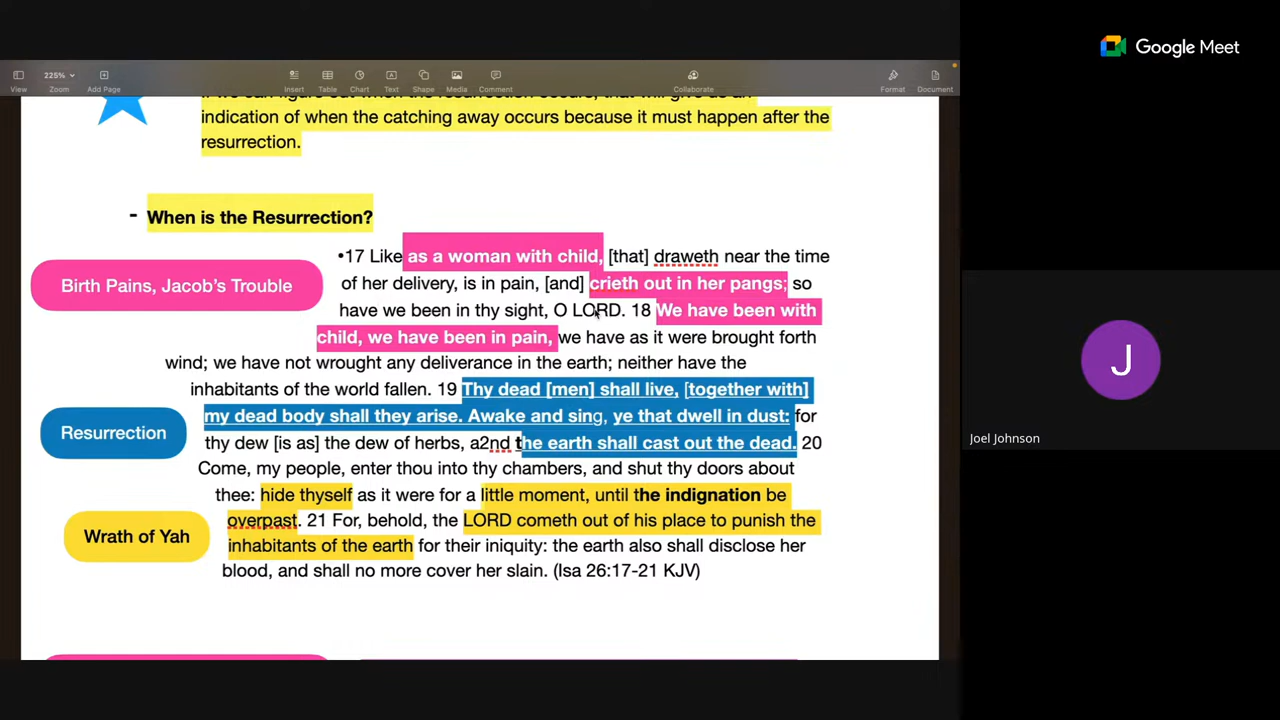 Google Meet
225%
View
Zoom
Add Page
Insert
Table
Chart
Text
Shape
Media
Comment
Collaborate
Format
Document
indication of when the catching away occurs because it must happen after the
resurrection.
- When is the Resurrection?
Birth Pains, Jacob's Trouble
•17 Like as a woman with child, [that] draweth near the time
of her delivery, is in pain, [and] crieth out in her pangs; so
have we been in thy sight, O LORD. 18 We have been with
child, we have been in pain, we have as it were brought forth
wind; we have not wrought any deliverance in the earth; neither have the
inhabitants of the world fallen. 19 Thy dead [men] shall live, [together with]
my dead body shall they arise. Awake and sing, ye that dwell in dust: for
Resurrection
thy dew [is as] the dew of herbs, a2nd the earth shall cast out the dead. 20
Come, my people, enter thou into thy chambers, and shut thy doors about
thee: hide thyself as it were for a little moment, until the indignation be
overpast. 21 For, behold, the LORD cometh out of his place to punish the
Wrath of Yah
inhabitants of the earth for their iniquity: the earth also shall disclose her
blood, and shall no more cover her slain. (Isa 26:17-21 KJV)
J
Joel Johnson